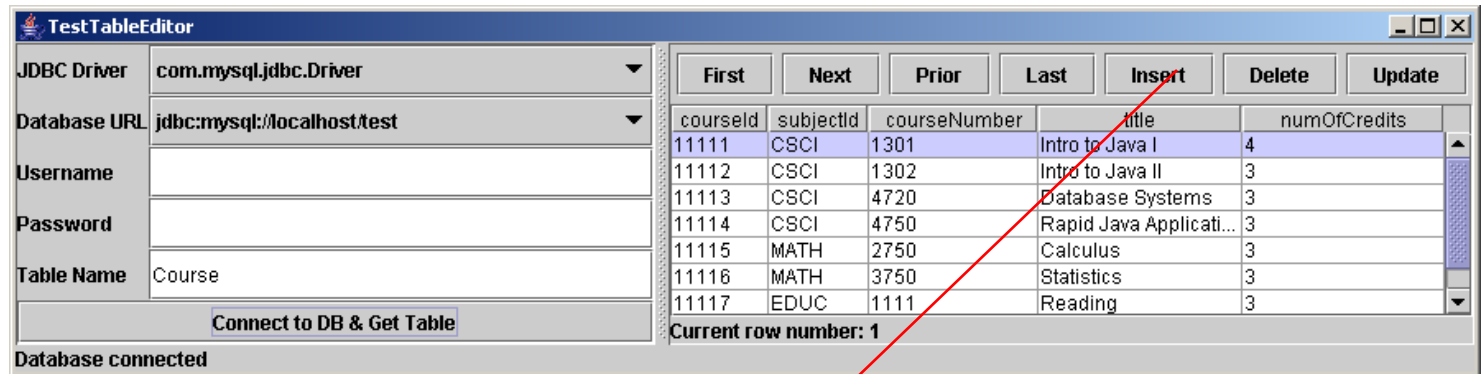 TestTableEditor
JDBC Driver com.mysql.jdbc.Driver
Database URL jdbc:mysql://localhost/test
Username
Password
Table Name Course
Connect to DB & Get Table
Database connected
First Next Prior Last Insert Delete Update
courseId subjectId courseNumber title numOfCredits
11111 CSCI 1301 Intro to Java I 4
11112 CSCI 1302 Intro to Java II 3
11113 CSCI 4720 Database Systems 3
11114 CSCI 4750 Rapid Java Applicati... 3
11115 MATH 2750 Calculus 3
11116 MATH 3750 Statistics 3
11117 EDUC 1111 Reading 3
Current row number: 1